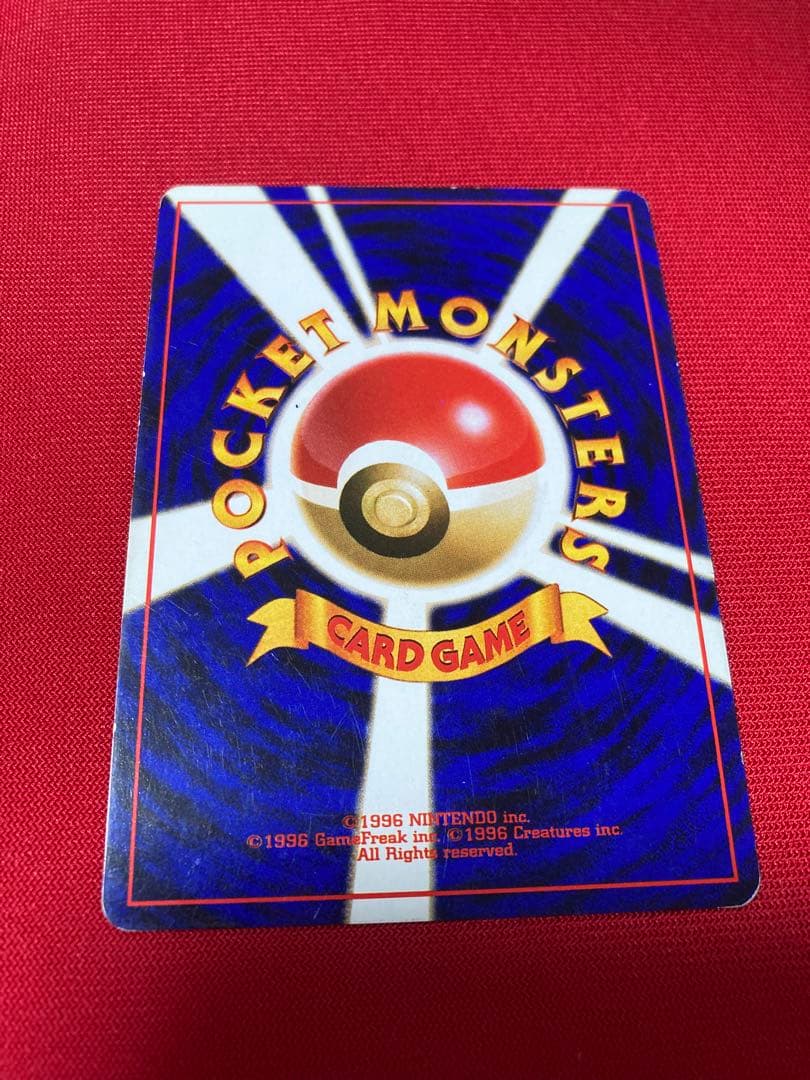 POCKET MONSTERS
CARD GAME
©1996 NINTENDO inc.
©1996 GameFreak inc. ©1996 Creatures inc.
All Rights reserved.